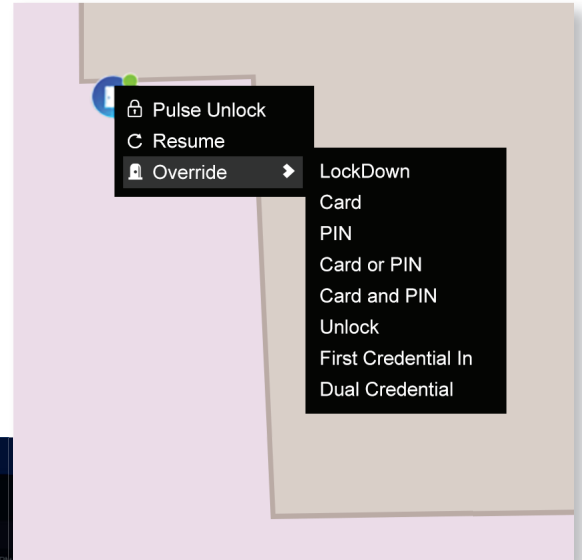 Pulse Unlock
Resume
Override
LockDown
Card
PIN
Card or PIN
Card and PIN
Unlock
First Credential In
Dual Credential